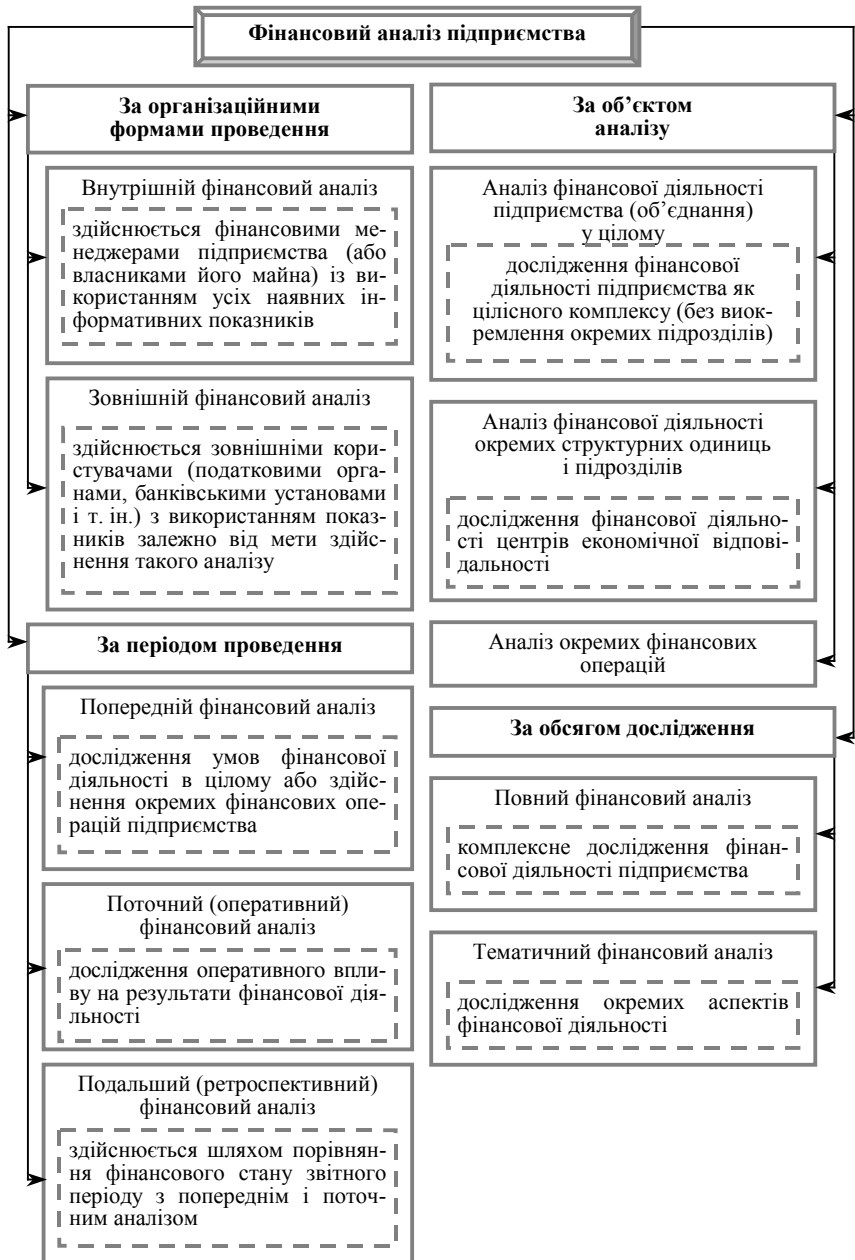 Фінансовий аналіз підприємства
За організаційними
формами проведення
Внутрішній фінансовий аналіз
здійснюється фінансовими ме-
неджерами підприємства (або
власниками його майна) із ви-
користанням усіх наявних ін-
формативних показників
Зовнішній фінансовий аналіз
здійснюється зовнішніми кори-
стувачами (податковими орга-
нами, банківськими установами
і т. ін.) з використанням показ-
ників залежно від мети здійс-
нення такого аналізу
За періодом проведення
Попередній фінансовий аналіз
дослідження умов фінансової
діяльності в цілому або здійс-
нення окремих фінансових опе-
рацій підприємства
Поточний (оперативний)
фінансовий аналіз
дослідження оперативного впли-
ву на результати фінансової дія-
льності
Подальший (ретроспективний)
фінансовий аналіз
здійснюється шляхом порівнян-
ня фінансового стану звітного
періоду з попереднім і поточ-
ним аналізом
За об’єктом
аналізу
Аналіз фінансової діяльності
підприємства (об’єднання)
у цілому
дослідження фінансової
діяльності підприємства як
цілісного комплексу (без виок-
ремлення окремих підрозділів)
Аналіз фінансової діяльності
окремих структурних одиниць
і підрозділів
дослідження фінансової діяльно-
сті центрів економічної відпові-
дальності
Аналіз окремих фінансових
операцій
За обсягом дослідження
Повний фінансовий аналіз
комплексне дослідження фінан-
сової діяльності підприємства
Тематичний фінансовий аналіз
дослідження окремих аспектів
фінансової діяльності